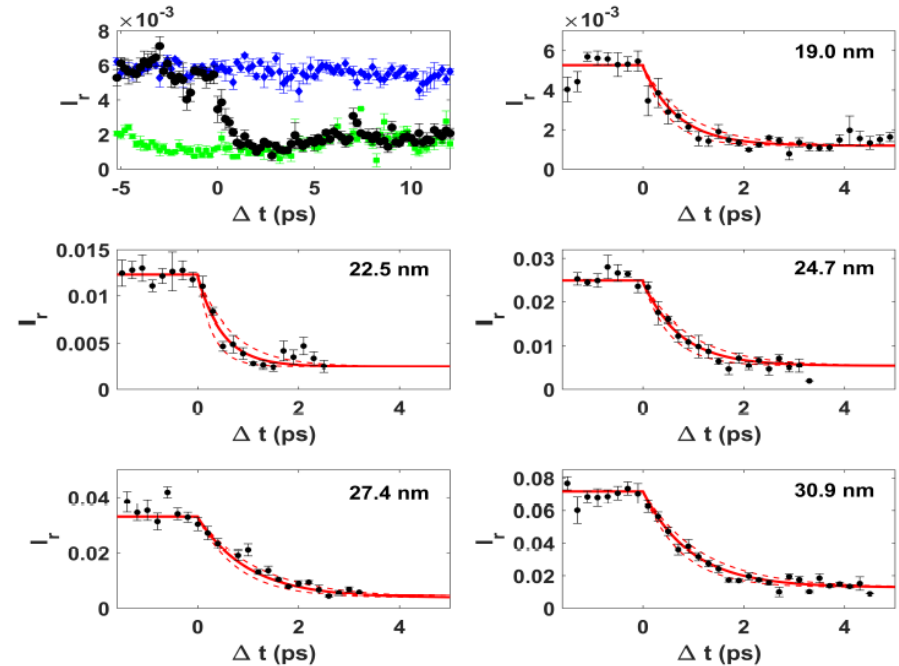 ×10⁻³
8
6
4
2
0
I_r
-5 0 5 10
Δ t (ps)
×10⁻³
19.0 nm
6
4
2
0
I_r
0 2 4
Δ t (ps)
0.015
22.5 nm
0.01
0.005
0
I_r
0 2 4
Δ t (ps)
0.03
24.7 nm
0.02
0.01
0
I_r
0 2 4
Δ t (ps)
0.04
27.4 nm
0.02
0
I_r
0 2 4
Δ t (ps)
0.08
30.9 nm
0.06
0.04
0.02
0
I_r
0 2 4
Δ t (ps)